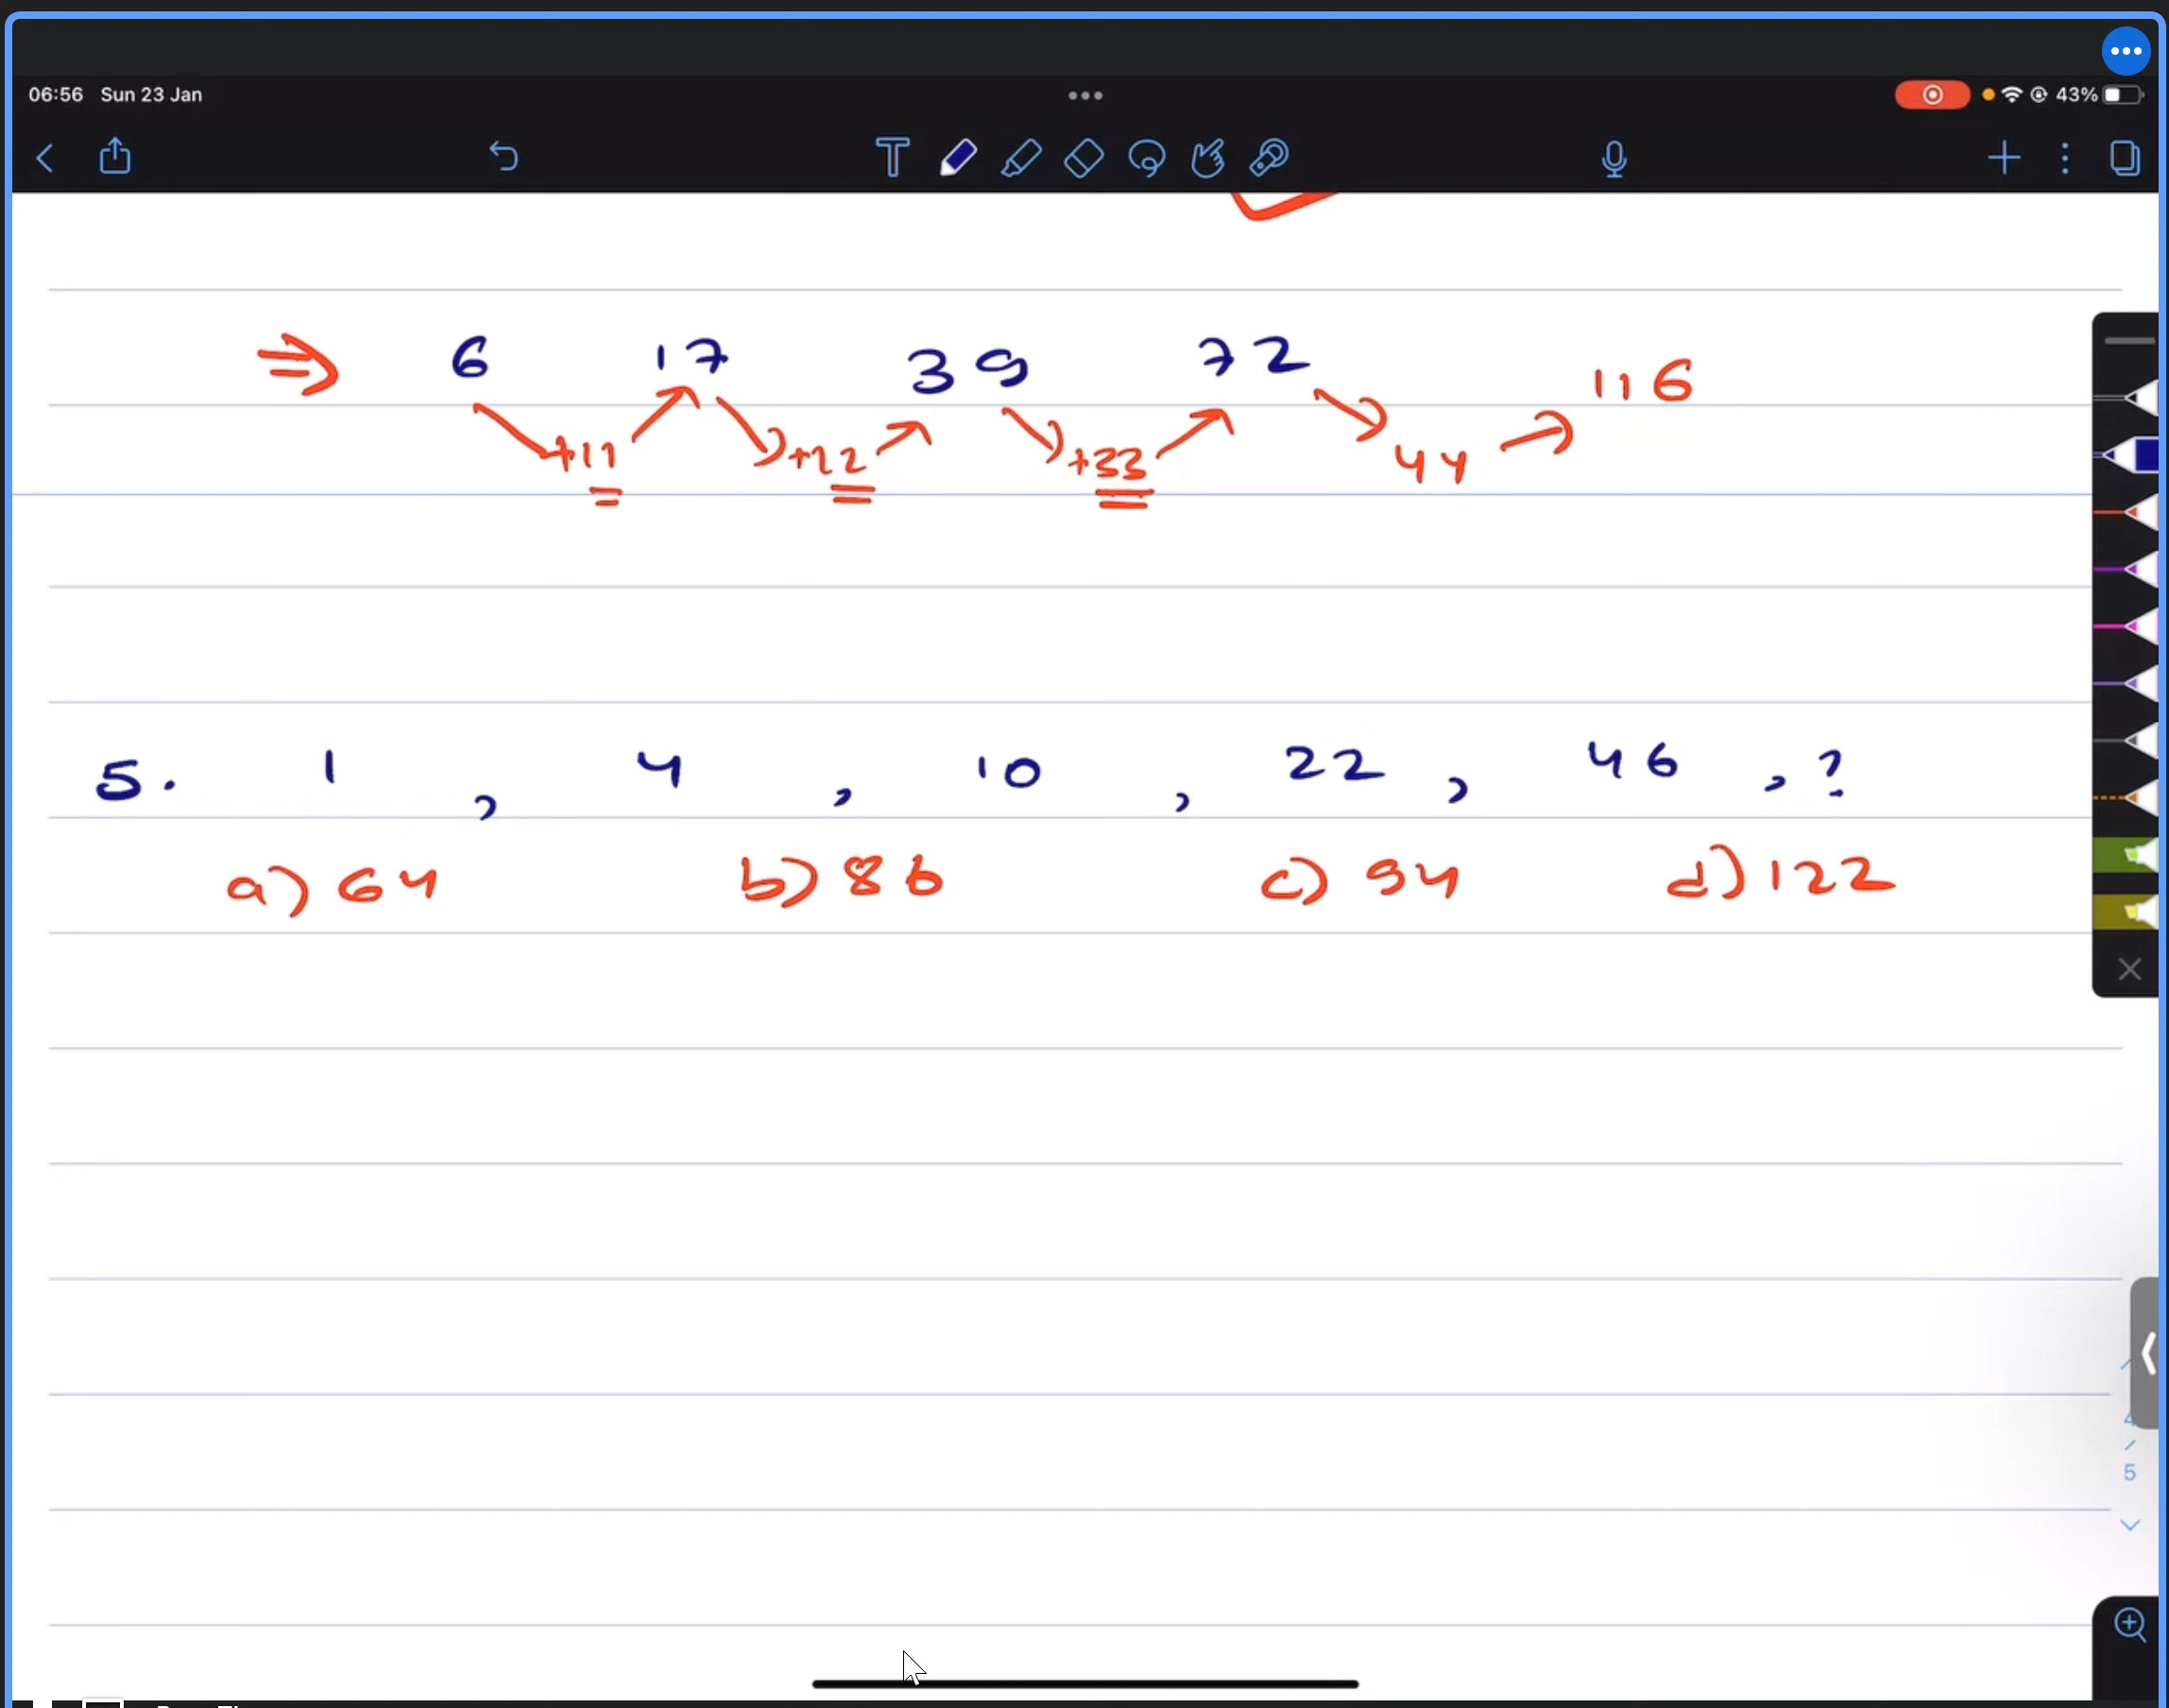 06:56 Sun 23 Jan 43%
⇒ 6 17 39 72 116
+11 +22 +33 44
5. 1 , 4 , 10 , 22 , 46 , ?
a) 64 b) 86 c) 94 d) 122
4
/
5